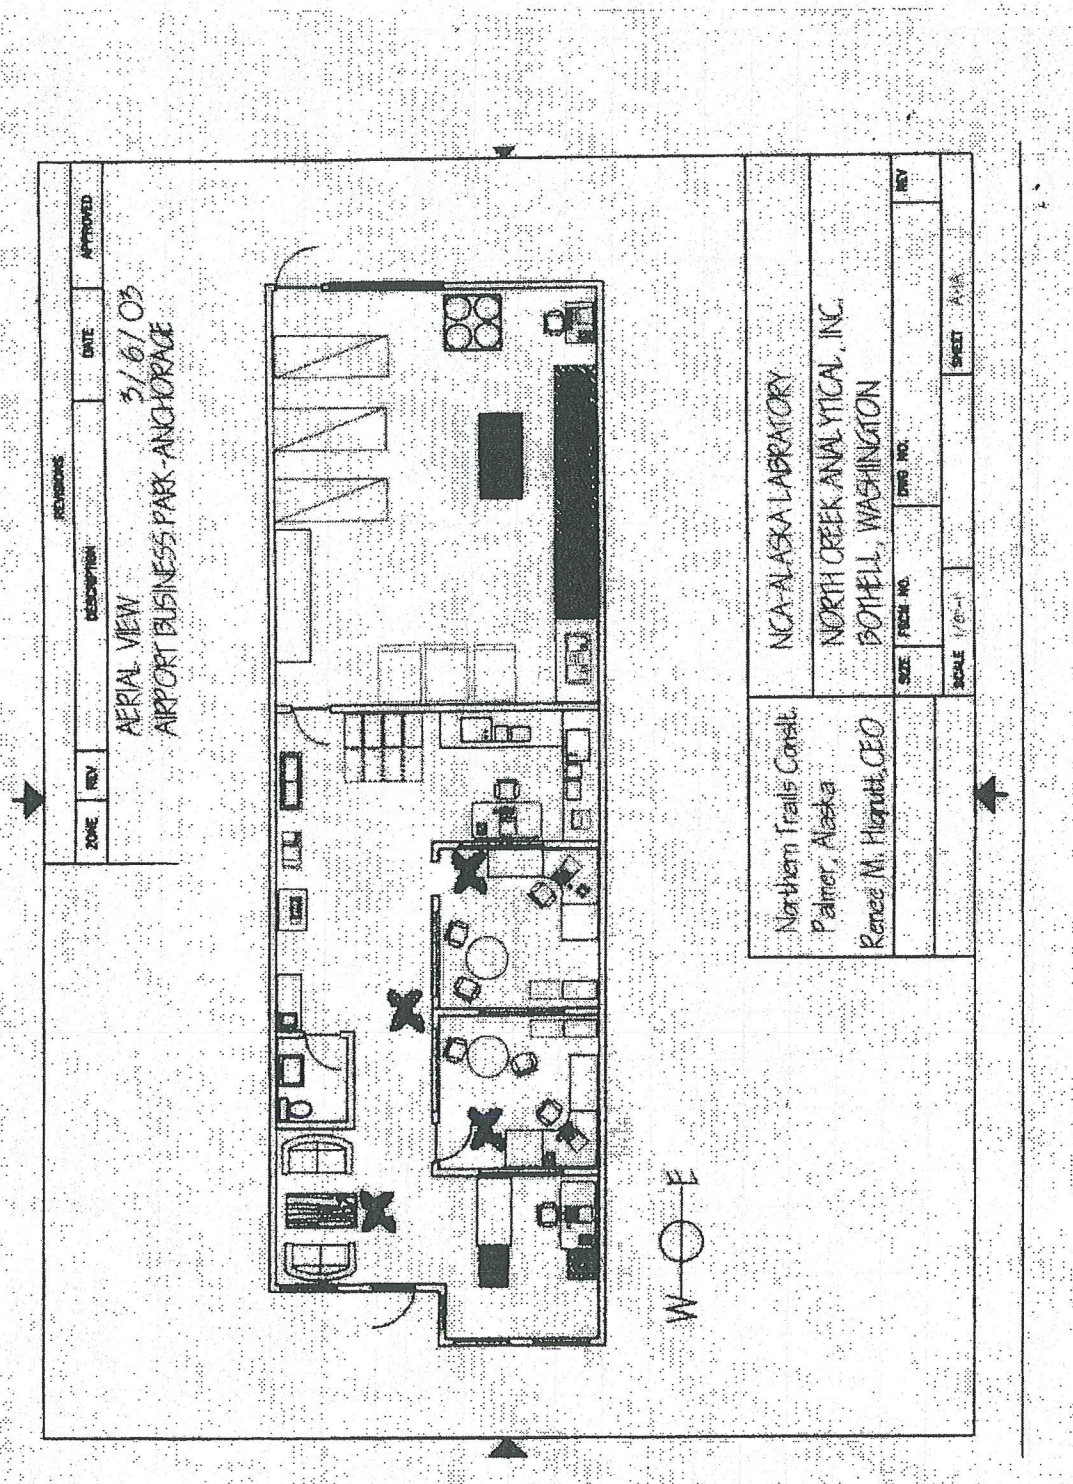 REVISIONS
ZONE REV DESCRIPTION DATE APPROVED
AERIAL VIEW 3/6/03
AIRPORT BUSINESS PARK-ANCHORAGE
W E
Northern Trails Conslt.
Palmer, Alaska
Renee M. CEO
NCA-ALASKA LABRATORY
NORTH CREEK ANALYTICAL, INC.
BOTHELL, WASHINGTON
SIZE FSCM NO. DWG NO. REV
SCALE SHEET